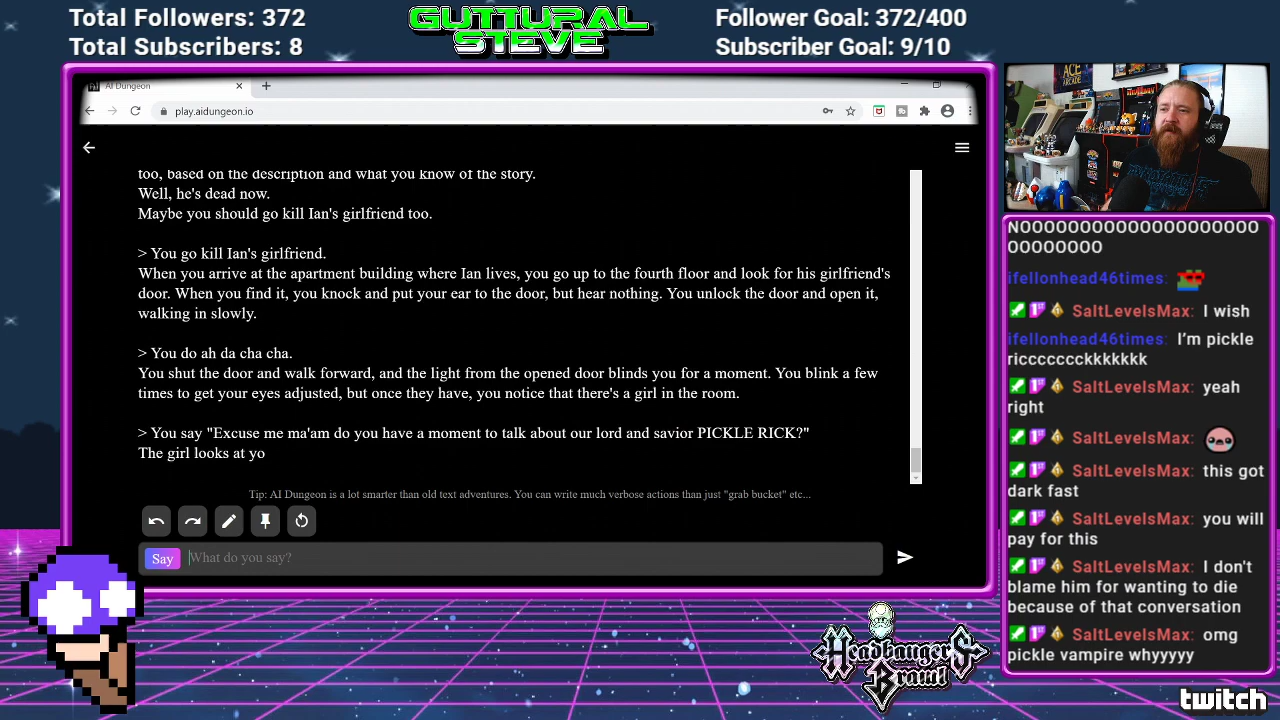 Total Followers: 372
Total Subscribers: 8
GUTTURAL
STEVE
Follower Goal: 372/400
Subscriber Goal: 9/10
AI Dungeon
play.aidungeon.io
too, based on the description and what you know of the story.
Well, he's dead now.
Maybe you should go kill Ian's girlfriend too.
> You go kill Ian's girlfriend.
When you arrive at the apartment building where Ian lives, you go up to the fourth floor and look for his girlfriend's
door. When you find it, you knock and put your ear to the door, but hear nothing. You unlock the door and open it,
walking in slowly.
> You do ah da cha cha.
You shut the door and walk forward, and the light from the opened door blinds you for a moment. You blink a few
times to get your eyes adjusted, but once they have, you notice that there's a girl in the room.
> You say "Excuse me ma'am do you have a moment to talk about our lord and savior PICKLE RICK?"
The girl looks at yo
Tip: AI Dungeon is a lot smarter than old text adventures. You can write much verbose actions than just "grab bucket" etc...
Say What do you say?
ACE
ARCADE
NOOOOOOOOOOOOOOOOOOO
OOOOOOOO
ifellonhead46times:
SaltLevelsMax: I wish
ifellonhead46times: I'm pickle
riccccccckkkkkkk
SaltLevelsMax: yeah
right
SaltLevelsMax:
SaltLevelsMax: this got
dark fast
SaltLevelsMax: you will
pay for this
SaltLevelsMax: I don't
blame him for wanting to die
because of that conversation
SaltLevelsMax: omg
pickle vampire whyyyyy
Headbangers
Brawl
twitch